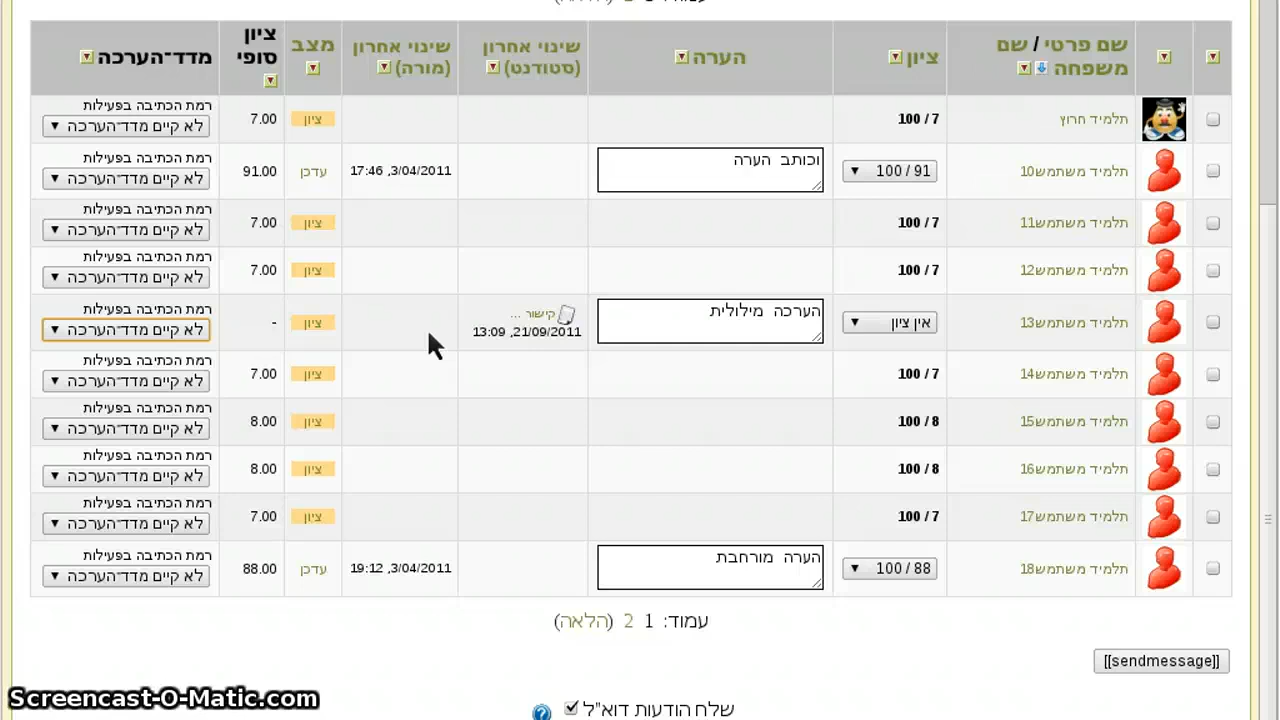 שם פרטי / שם
משפחה
ציון
הערה
שינוי אחרון
(סטודנט)
שינוי אחרון
(מורה)
מצב
ציון
סופי
מדד־הערכה
תלמיד חרוץ
100 / 7
ציון
7.00
רמת הכתיבה בפעילות
לא קיים מדד־הערכה
תלמיד משתמש10
100 / 91
וכותב הערה
3/04/2011, 17:46
עדכן
91.00
רמת הכתיבה בפעילות
לא קיים מדד־הערכה
תלמיד משתמש11
100 / 7
ציון
7.00
רמת הכתיבה בפעילות
לא קיים מדד־הערכה
תלמיד משתמש12
100 / 7
ציון
7.00
רמת הכתיבה בפעילות
לא קיים מדד־הערכה
תלמיד משתמש13
אין ציון
הערכה מילולית
קישור ...
21/09/2011, 13:09
ציון
-
רמת הכתיבה בפעילות
לא קיים מדד־הערכה
תלמיד משתמש14
100 / 7
ציון
7.00
רמת הכתיבה בפעילות
לא קיים מדד־הערכה
תלמיד משתמש15
100 / 8
ציון
8.00
רמת הכתיבה בפעילות
לא קיים מדד־הערכה
תלמיד משתמש16
100 / 8
ציון
8.00
רמת הכתיבה בפעילות
לא קיים מדד־הערכה
תלמיד משתמש17
100 / 7
ציון
7.00
רמת הכתיבה בפעילות
לא קיים מדד־הערכה
תלמיד משתמש18
100 / 88
הערה מורחבת
3/04/2011, 19:12
עדכן
88.00
רמת הכתיבה בפעילות
לא קיים מדד־הערכה
עמוד: 1 2 (הלאה)
[[sendmessage]]
שלח הודעות דוא"ל
Screencast-O-Matic.com